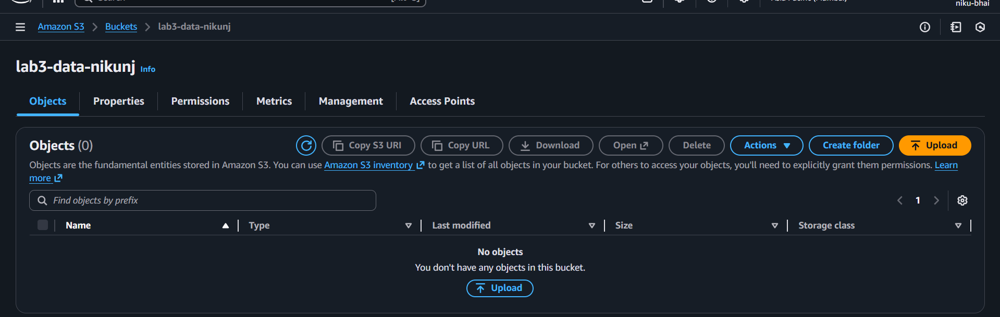 niku-bhai
Amazon S3 > Buckets > lab3-data-nikunj
lab3-data-nikunj Info
Objects Properties Permissions Metrics Management Access Points
Objects (0) Copy S3 URI Copy URL Download Open Delete Actions Create folder Upload
Objects are the fundamental entities stored in Amazon S3. You can use Amazon S3 inventory to get a list of all objects in your bucket. For others to access your objects, you'll need to explicitly grant them permissions. Learn
more
Find objects by prefix 1
Name Type Last modified Size Storage class
No objects
You don't have any objects in this bucket.
Upload